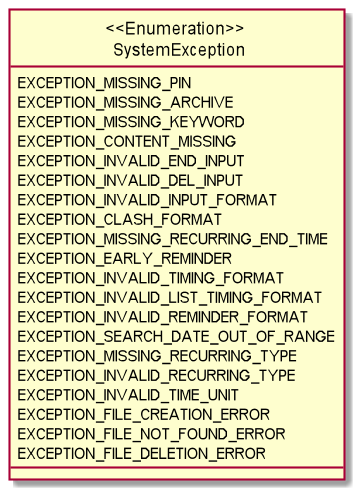 <<Enumeration>>
SystemException
EXCEPTION_MISSING_PIN
EXCEPTION_MISSING_ARCHIVE
EXCEPTION_MISSING_KEYWORD
EXCEPTION_CONTENT_MISSING
EXCEPTION_INVALID_END_INPUT
EXCEPTION_INVALID_DEL_INPUT
EXCEPTION_INVALID_INPUT_FORMAT
EXCEPTION_CLASH_FORMAT
EXCEPTION_MISSING_RECURRING_END_TIME
EXCEPTION_EARLY_REMINDER
EXCEPTION_INVALID_TIMING_FORMAT
EXCEPTION_INVALID_LIST_TIMING_FORMAT
EXCEPTION_INVALID_REMINDER_FORMAT
EXCEPTION_SEARCH_DATE_OUT_OF_RANGE
EXCEPTION_MISSING_RECURRING_TYPE
EXCEPTION_INVALID_RECURRING_TYPE
EXCEPTION_INVALID_TIME_UNIT
EXCEPTION_FILE_CREATION_ERROR
EXCEPTION_FILE_NOT_FOUND_ERROR
EXCEPTION_FILE_DELETION_ERROR